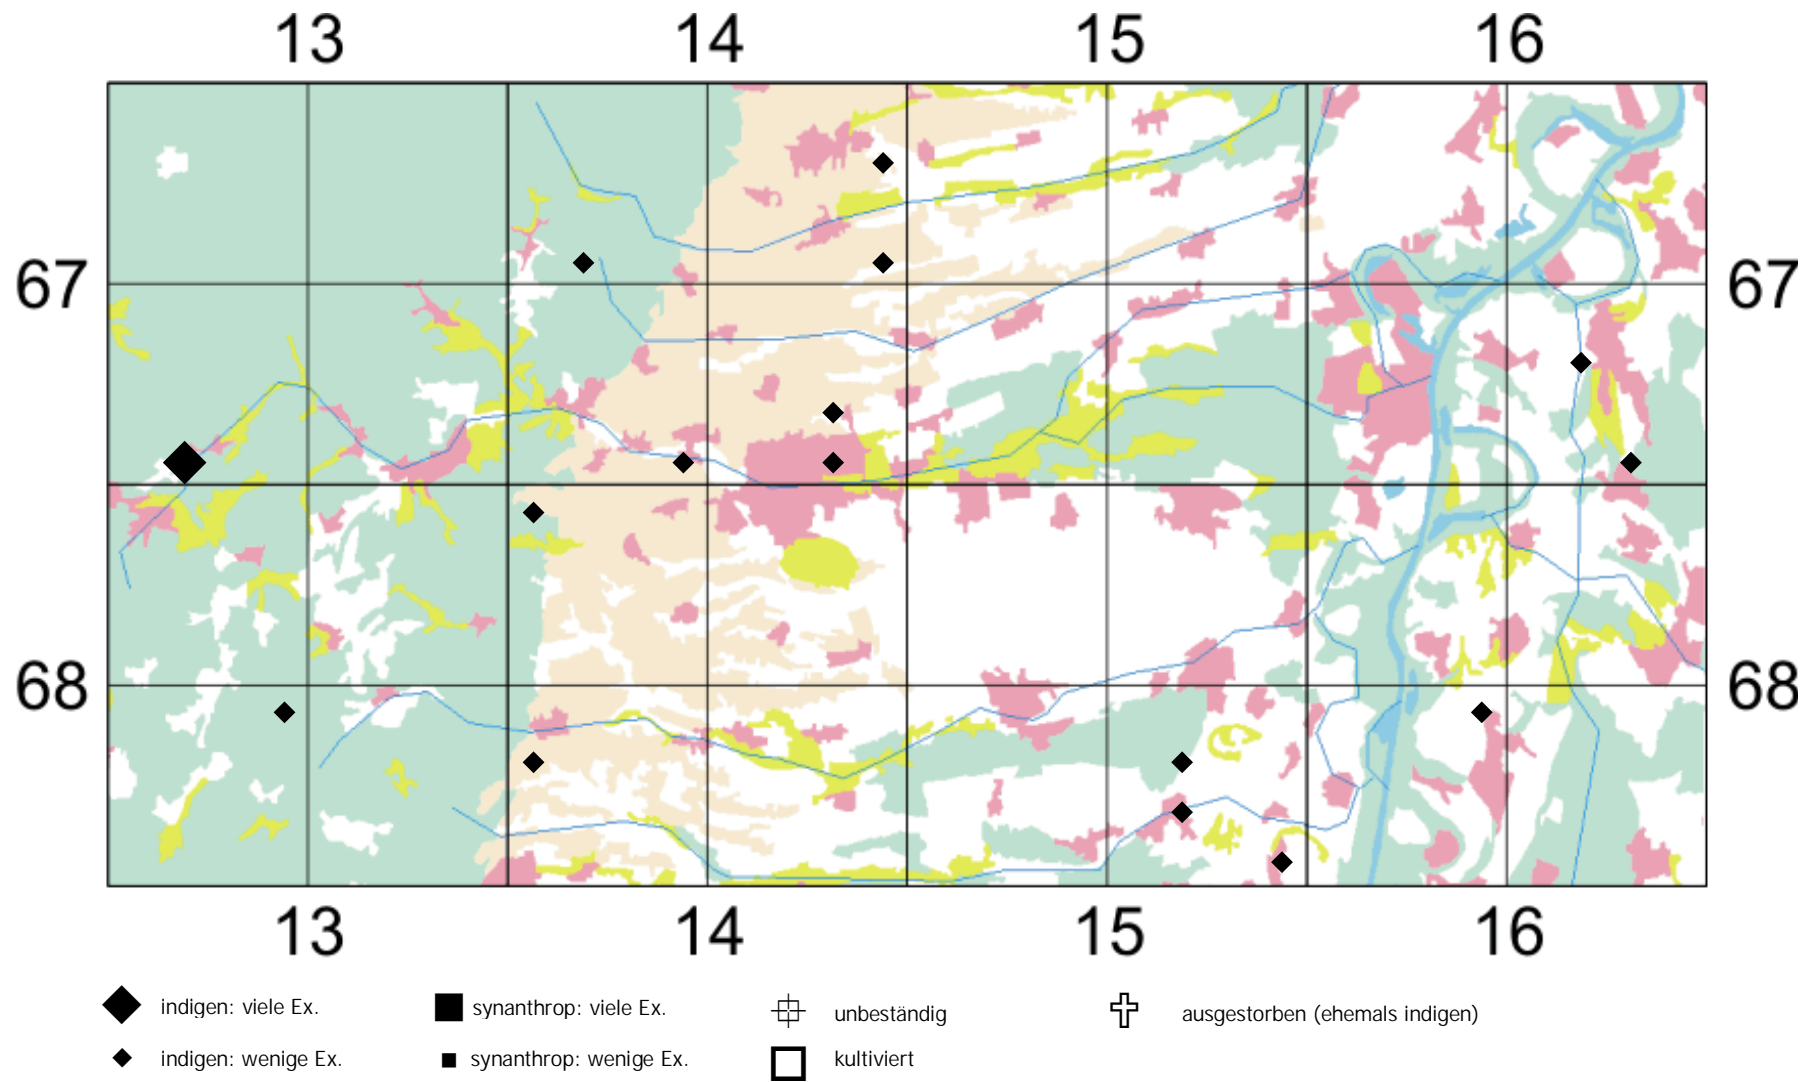 13 14 15 16
67 67
68 68
13 14 15 16
indigen: viele Ex. synanthrop: viele Ex. unbeständig ausgestorben (ehemals indigen)
indigen: wenige Ex. synanthrop: wenige Ex. kultiviert